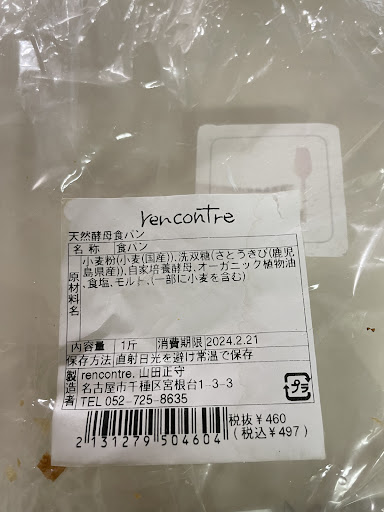 rencontre
天然酵母食パン
名称 食パン
原材料名 小麦粉(小麦(国産)),洗双糖(さとうきび(鹿児
島県産)),自家培養酵母,オーガニック植物油
,食塩,モルト,(一部に小麦を含む)
内容量 1斤 消費期限 2024.2.21
保存方法 直射日光を避け常温で保存
製造者 rencontre. 山田正守
名古屋市千種区宮根台1-3-3
TEL 052-725-8635
プラ
2131279504604
税抜¥460
(税込¥497)